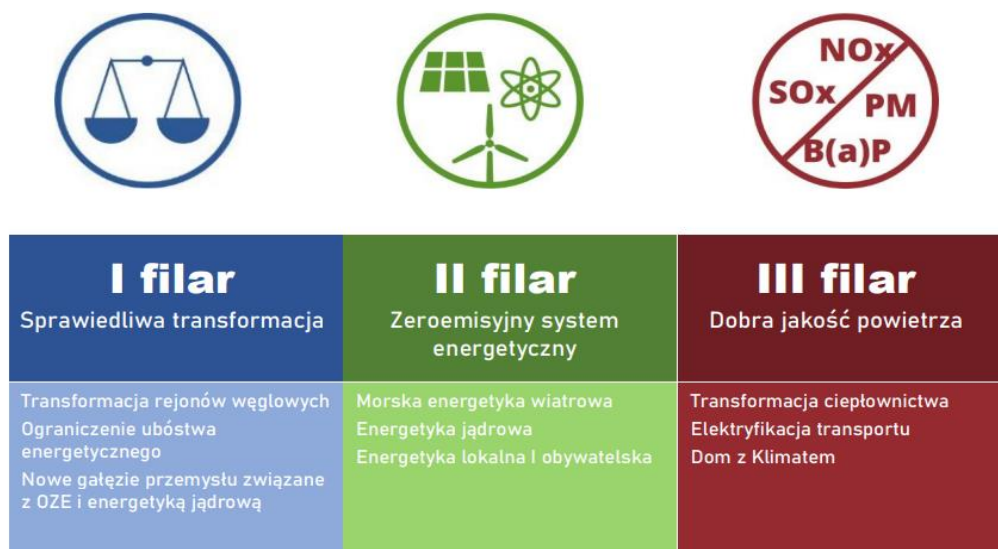 NOx
SOx
PM
B(a)P
I filar
Sprawiedliwa transformacja
Transformacja rejonów węglowych
Ograniczenie ubóstwa
energetycznego
Nowe gałęzie przemysłu związane
z OZE i energetyką jądrową
II filar
Zeroemisyjny system
energetyczny
Morska energetyka wiatrowa
Energetyka jądrowa
Energetyka lokalna I obywatelska
III filar
Dobra jakość powietrza
Transformacja ciepłownictwa
Elektryfikacja transportu
Dom z Klimatem